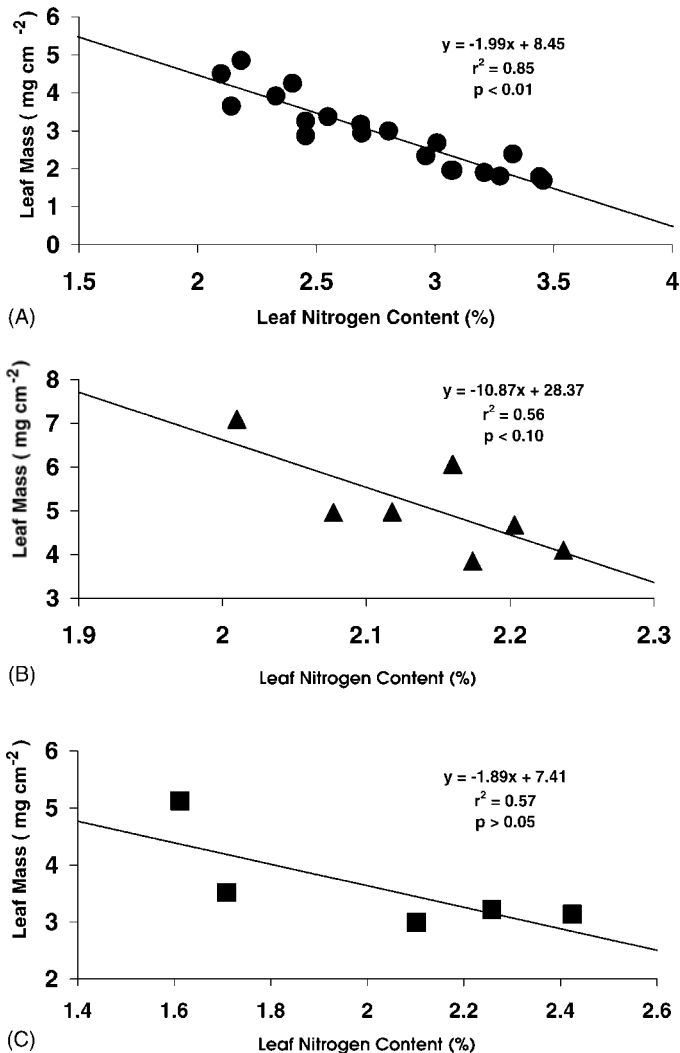 Leaf Mass ( mg cm⁻²)
6
5
4
3
2
1
0
y = -1.99x + 8.45
r² = 0.85
p < 0.01
1.5 2 2.5 3 3.5 4
(A) Leaf Nitrogen Content (%)
Leaf Mass ( mg cm⁻²)
8
7
6
5
4
3
y = -10.87x + 28.37
r² = 0.56
p < 0.10
1.9 2 2.1 2.2 2.3
(B) Leaf Nitrogen Content (%)
Leaf Mass ( mg cm⁻²)
6
5
4
3
2
y = -1.89x + 7.41
r² = 0.57
p > 0.05
1.4 1.6 1.8 2 2.2 2.4 2.6
(C) Leaf Nitrogen Content (%)